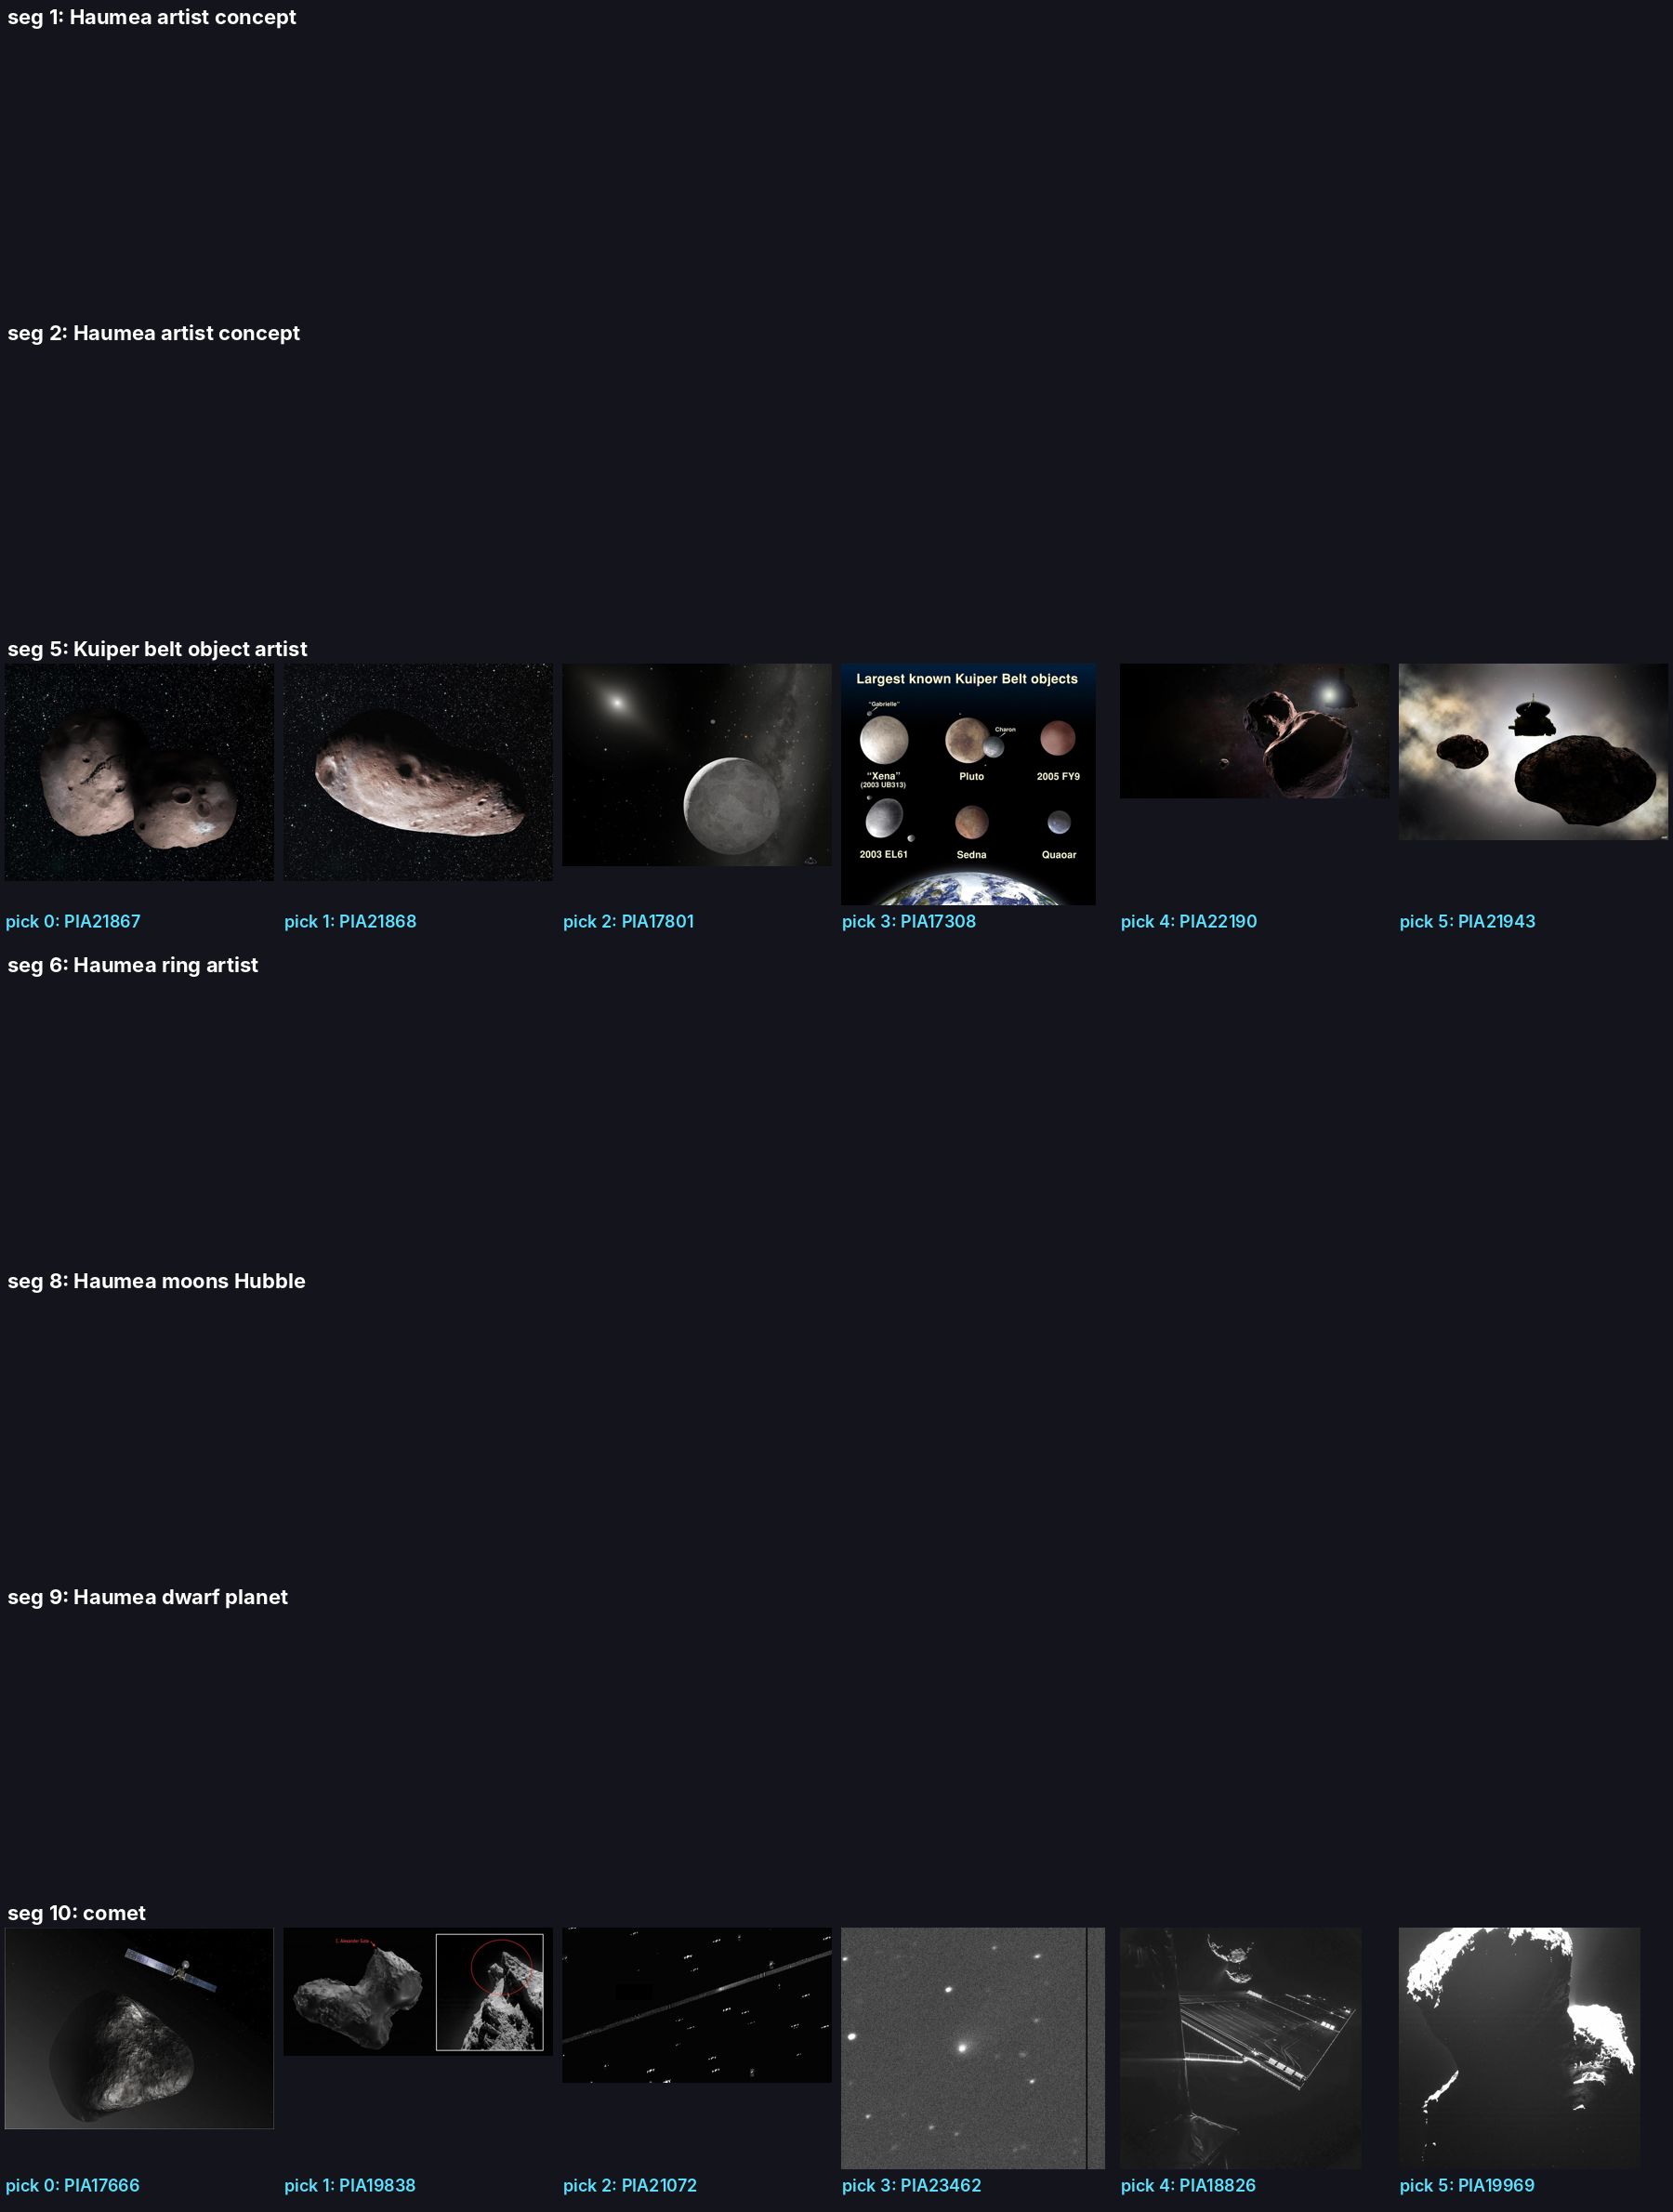 seg 1: Haumea artist concept
seg 2: Haumea artist concept
seg 5: Kuiper belt object artist
Largest known Kuiper Belt objects
"Gabrielle"
Charon
"Xena"
(2003 UB313)
Pluto
2005 FY9
2003 EL61
Sedna
Quaoar
pick 0: PIA21867
pick 1: PIA21868
pick 2: PIA17801
pick 3: PIA17308
pick 4: PIA22190
pick 5: PIA21943
seg 6: Haumea ring artist
seg 8: Haumea moons Hubble
seg 9: Haumea dwarf planet
seg 10: comet
pick 0: PIA17666
pick 1: PIA19838
pick 2: PIA21072
pick 3: PIA23462
pick 4: PIA18826
pick 5: PIA19969